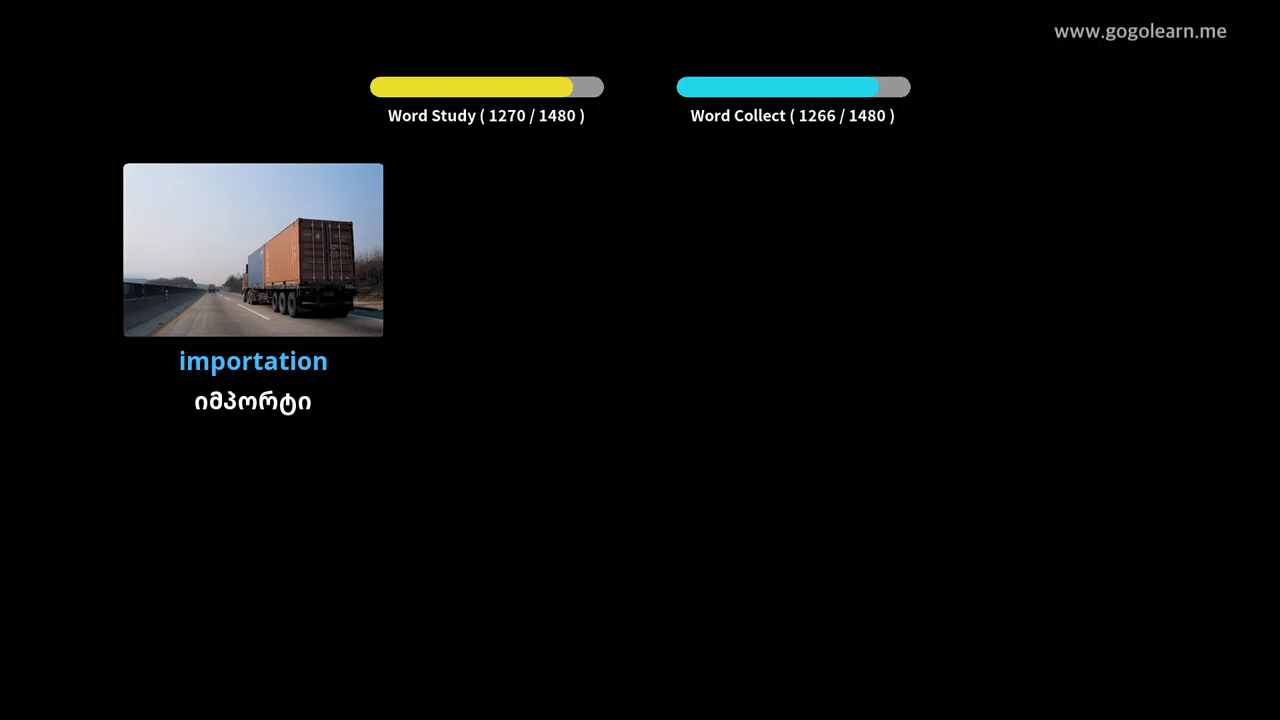 www.gogolearn.me
Word Study ( 1270 / 1480 )
Word Collect ( 1266 / 1480 )
importation
იმპორტი